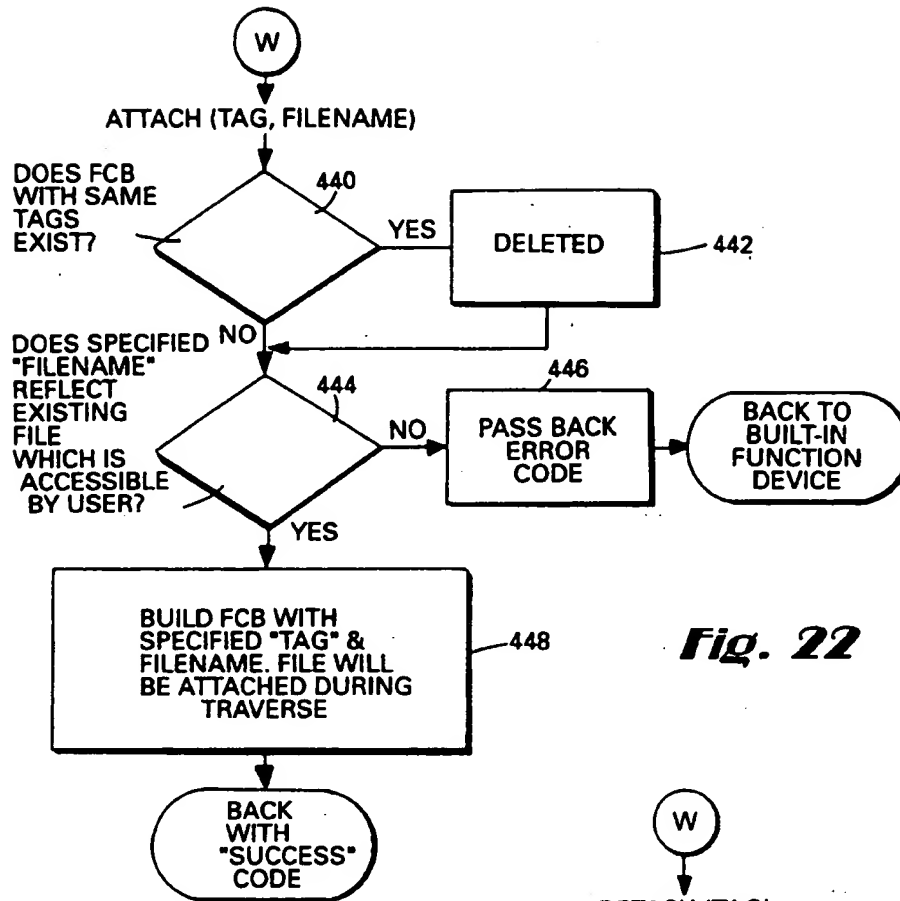 W
ATTACH (TAG, FILENAME)
DOES FCB
WITH SAME
TAGS
EXIST?
440
YES
DELETED
442
NO
DOES SPECIFIED
"FILENAME"
REFLECT
EXISTING
FILE
WHICH IS
ACCESSIBLE
BY USER?
444
NO
446
PASS BACK
ERROR
CODE
BACK TO
BUILT-IN
FUNCTION
DEVICE
YES
BUILD FCB WITH
SPECIFIED "TAG" &
FILENAME. FILE WILL
BE ATTACHED DURING
TRAVERSE
448
Fig. 22
BACK
WITH
"SUCCESS"
CODE
W